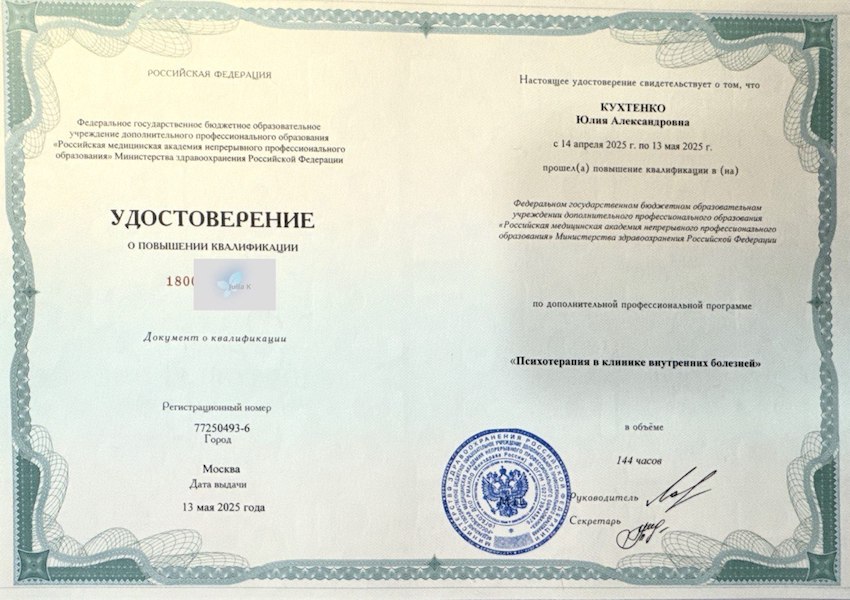 РОССИЙСКАЯ ФЕДЕРАЦИЯ
Федеральное государственное бюджетное образовательное
учреждение дополнительного профессионального образования
«Российская медицинская академия непрерывного профессионального
образования» Министерства здравоохранения Российской Федерации
УДОСТОВЕРЕНИЕ
О ПОВЫШЕНИИ КВАЛИФИКАЦИИ
1800
Julia K
Документ о квалификации
Регистрационный номер
77250493-6
Город
Москва
Дата выдачи
13 мая 2025 года
Настоящее удостоверение свидетельствует о том, что
КУХТЕНКО
Юлия Александровна
с 14 апреля 2025 г. по 13 мая 2025 г.
прошел(а) повышение квалификации в (на)
Федеральном государственном бюджетном образовательном
учреждении дополнительного профессионального образования
«Российская медицинская академия непрерывного профессионального
образования» Министерства здравоохранения Российской Федерации
по дополнительной профессиональной программе
«Психотерапия в клинике внутренних болезней»
в объёме
144 часов
Руководитель
Секретарь